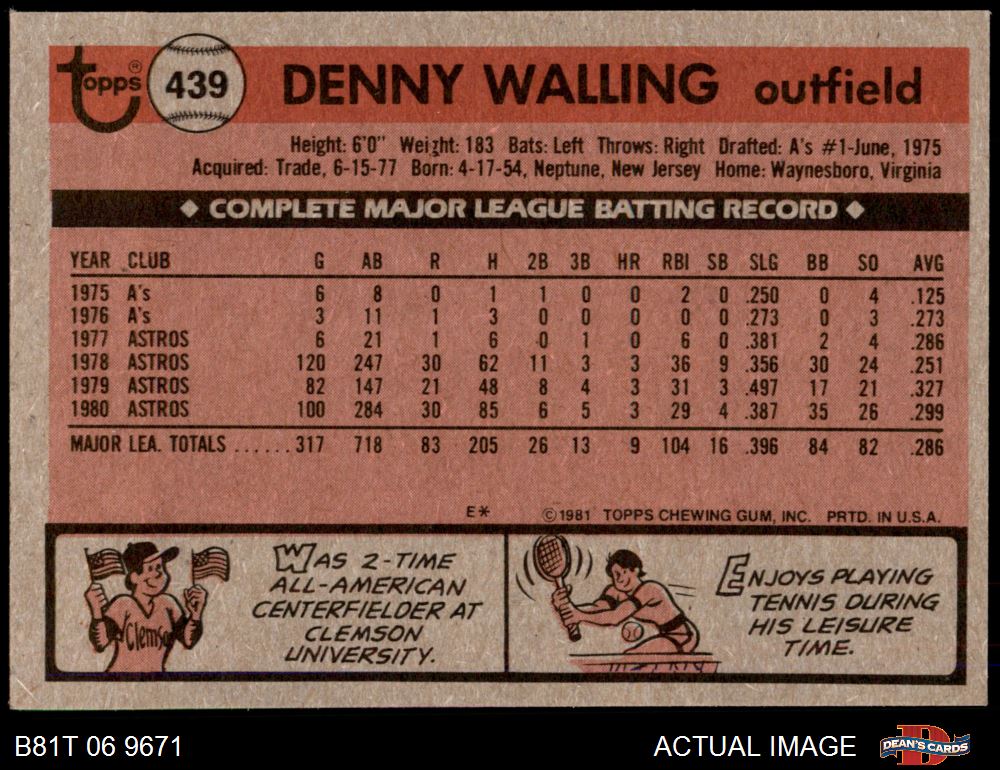 topps® 439 DENNY WALLING outfield
Height: 6'0" Weight: 183 Bats: Left Throws: Right Drafted: A's #1-June, 1975
Acquired: Trade, 6-15-77 Born: 4-17-54, Neptune, New Jersey Home: Waynesboro, Virginia
◆ COMPLETE MAJOR LEAGUE BATTING RECORD ◆
YEAR CLUB G AB R H 2B 3B HR RBI SB SLG BB SO AVG
1975 A's 6 8 0 1 1 0 0 2 0 .250 0 4 .125
1976 A's 3 11 1 3 0 0 0 0 0 .273 0 3 .273
1977 ASTROS 6 21 1 6 0 1 0 6 0 .381 2 4 .286
1978 ASTROS 120 247 30 62 11 3 3 36 9 .356 30 24 .251
1979 ASTROS 82 147 21 48 8 4 3 31 3 .497 17 21 .327
1980 ASTROS 100 284 30 85 6 5 3 29 4 .387 35 26 .299
MAJOR LEA. TOTALS ......317 718 83 205 26 13 9 104 16 .396 84 82 .286
E* ©1981 TOPPS CHEWING GUM, INC. PRTD. IN U.S.A.
WAS 2-TIME
ALL-AMERICAN
CENTERFIELDER AT
CLEMSON
UNIVERSITY.
Clemso
ENJOYS PLAYING
TENNIS DURING
HIS LEISURE
TIME.
B81T 06 9671 ACTUAL IMAGE D DEAN'S CARDS